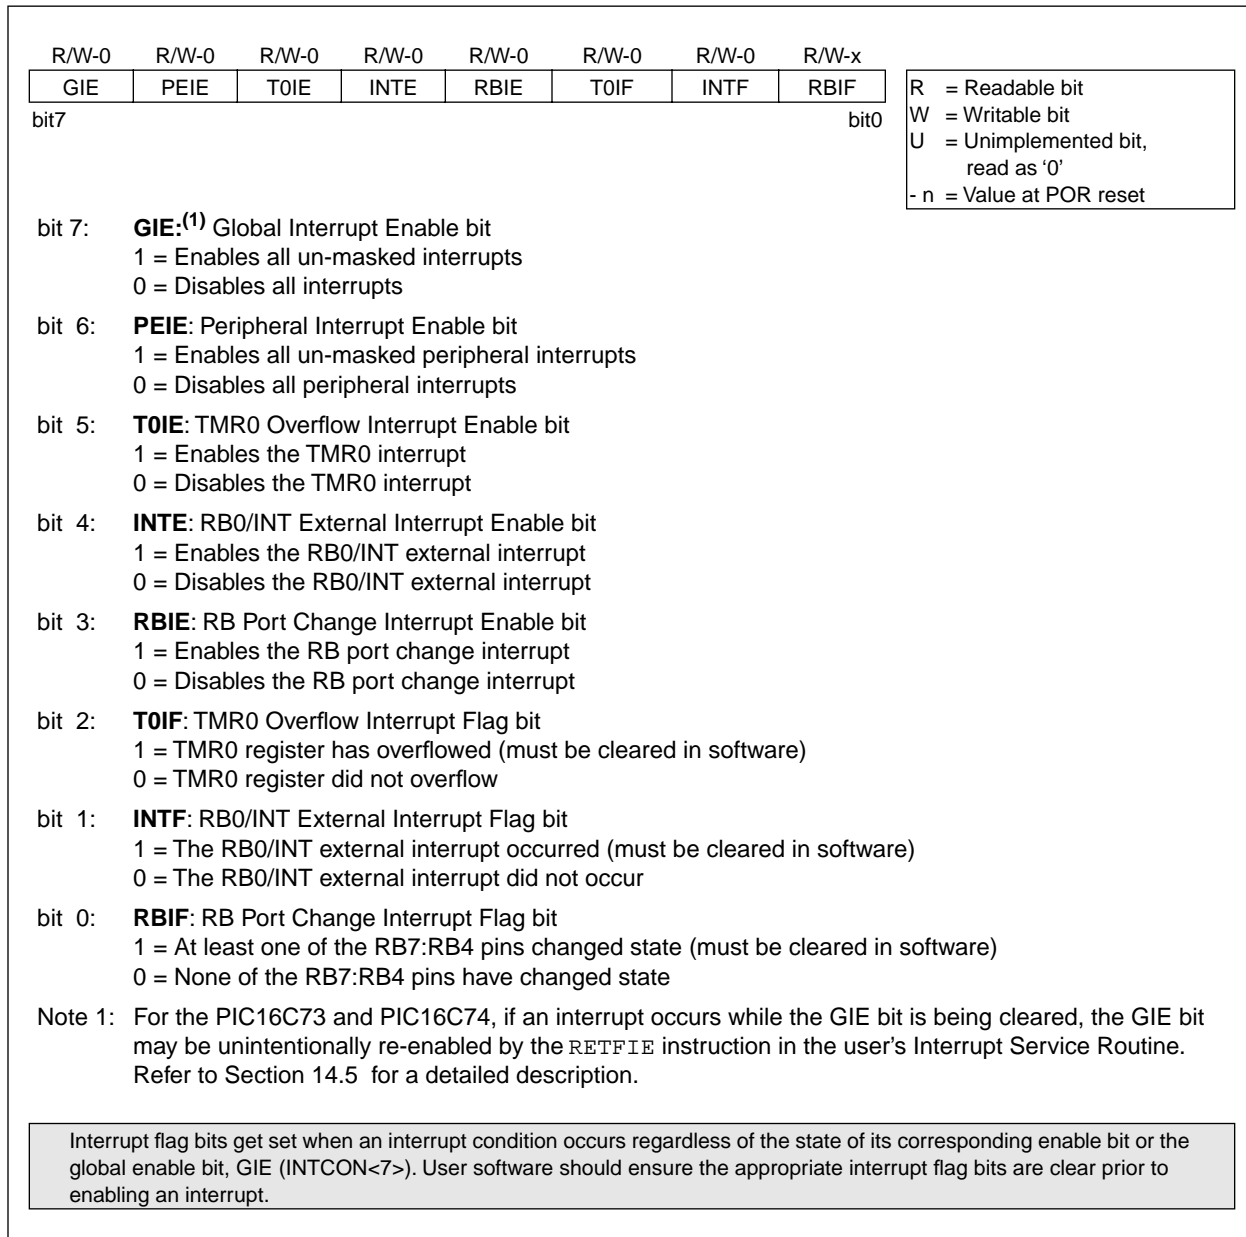 R/W-0 R/W-0 R/W-0 R/W-0 R/W-0 R/W-0 R/W-0 R/W-x
GIE PEIE T0IE INTE RBIE T0IF INTF RBIF
bit7 bit0
R = Readable bit
W = Writable bit
U = Unimplemented bit,
read as ‘0’
- n = Value at POR reset
bit 7: GIE:(1) Global Interrupt Enable bit
1 = Enables all un-masked interrupts
0 = Disables all interrupts
bit 6: PEIE: Peripheral Interrupt Enable bit
1 = Enables all un-masked peripheral interrupts
0 = Disables all peripheral interrupts
bit 5: T0IE: TMR0 Overflow Interrupt Enable bit
1 = Enables the TMR0 interrupt
0 = Disables the TMR0 interrupt
bit 4: INTE: RB0/INT External Interrupt Enable bit
1 = Enables the RB0/INT external interrupt
0 = Disables the RB0/INT external interrupt
bit 3: RBIE: RB Port Change Interrupt Enable bit
1 = Enables the RB port change interrupt
0 = Disables the RB port change interrupt
bit 2: T0IF: TMR0 Overflow Interrupt Flag bit
1 = TMR0 register has overflowed (must be cleared in software)
0 = TMR0 register did not overflow
bit 1: INTF: RB0/INT External Interrupt Flag bit
1 = The RB0/INT external interrupt occurred (must be cleared in software)
0 = The RB0/INT external interrupt did not occur
bit 0: RBIF: RB Port Change Interrupt Flag bit
1 = At least one of the RB7:RB4 pins changed state (must be cleared in software)
0 = None of the RB7:RB4 pins have changed state
Note 1: For the PIC16C73 and PIC16C74, if an interrupt occurs while the GIE bit is being cleared, the GIE bit
may be unintentionally re-enabled by the RETFIE instruction in the user's Interrupt Service Routine.
Refer to Section 14.5 for a detailed description.
Interrupt flag bits get set when an interrupt condition occurs regardless of the state of its corresponding enable bit or the
global enable bit, GIE (INTCON<7>). User software should ensure the appropriate interrupt flag bits are clear prior to
enabling an interrupt.